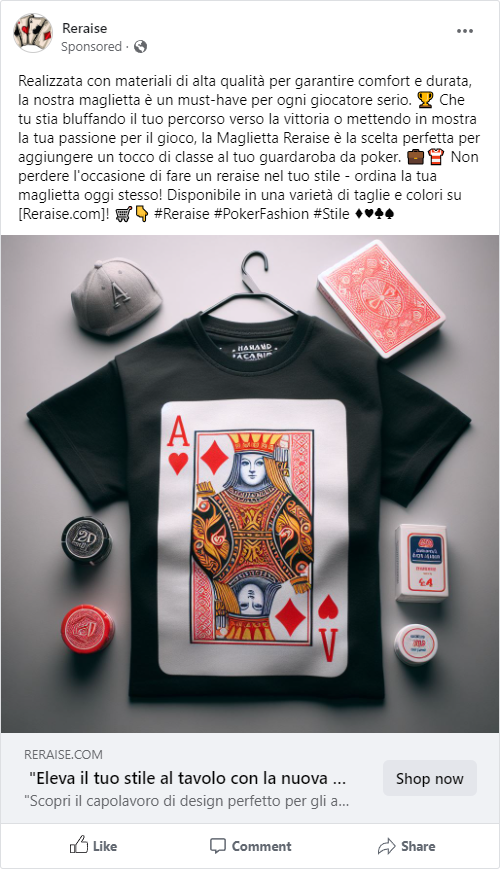 Reraise
Sponsored ·
Realizzata con materiali di alta qualità per garantire comfort e durata,
la nostra maglietta è un must-have per ogni giocatore serio. 🏆 Che
tu stia bluffando il tuo percorso verso la vittoria o mettendo in mostra
la tua passione per il gioco, la Maglietta Reraise è la scelta perfetta per
aggiungere un tocco di classe al tuo guardaroba da poker. 💼👕 Non
perdere l'occasione di fare un reraise nel tuo stile - ordina la tua
maglietta oggi stesso! Disponibile in una varietà di taglie e colori su
[Reraise.com]! 🛒👇 #Reraise #PokerFashion #Stile ♦♥♣♠
A
A
A
RERAISE.COM
"Eleva il tuo stile al tavolo con la nuova ...
Shop now
"Scopri il capolavoro di design perfetto per gli a...
Like
Comment
Share